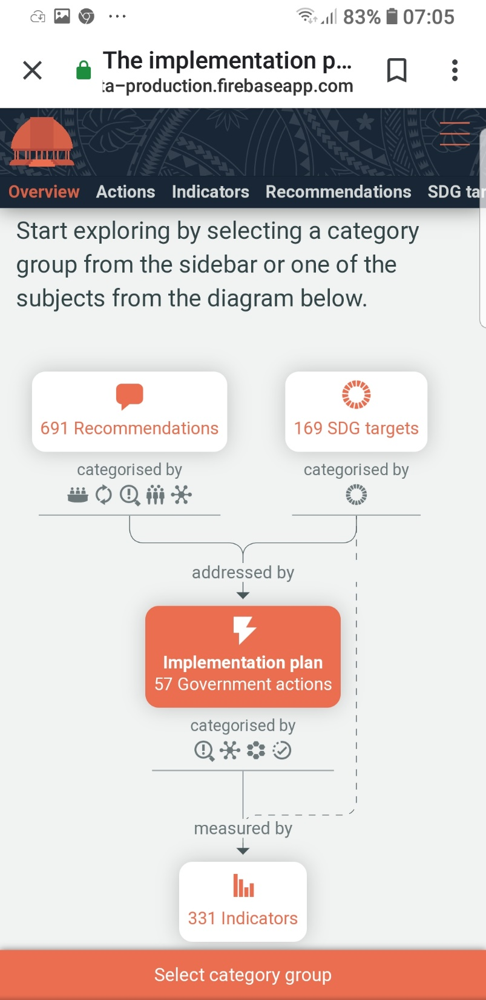 83% 07:05
The implementation p...
ta-production.firebaseapp.com
Overview Actions Indicators Recommendations SDG tar
Start exploring by selecting a category
group from the sidebar or one of the
subjects from the diagram below.
691 Recommendations
169 SDG targets
categorised by
categorised by
addressed by
Implementation plan
57 Government actions
categorised by
measured by
331 Indicators
Select category group